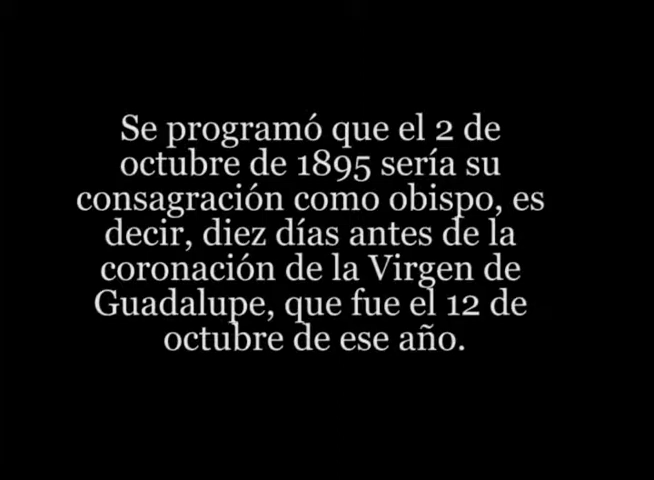 Se programó que el 2 de
octubre de 1895 sería su
consagración como obispo, es
decir, diez días antes de la
coronación de la Virgen de
Guadalupe, que fue el 12 de
octubre de ese año.